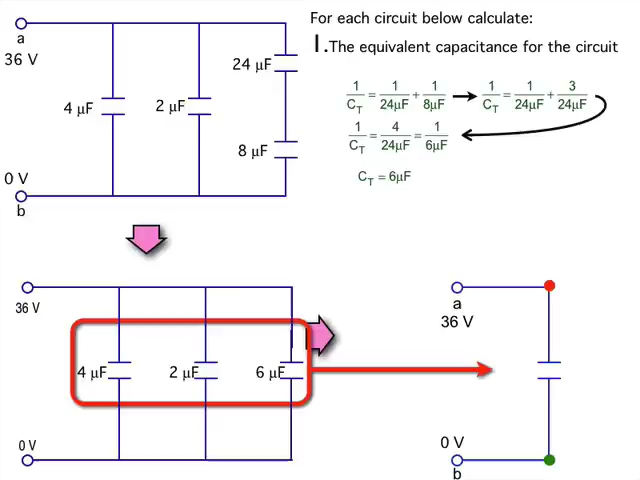 For each circuit below calculate:
1.The equivalent capacitance for the circuit
a
36 V
24 μF
4 μF
2 μF
8 μF
0 V
b
1/C_T = 1/24μF + 1/8μF
1/C_T = 1/24μF + 3/24μF
1/C_T = 4/24μF = 1/6μF
C_T = 6μF
36 V
4 μF
2 μF
6 μF
0 V
a
36 V
0 V
b